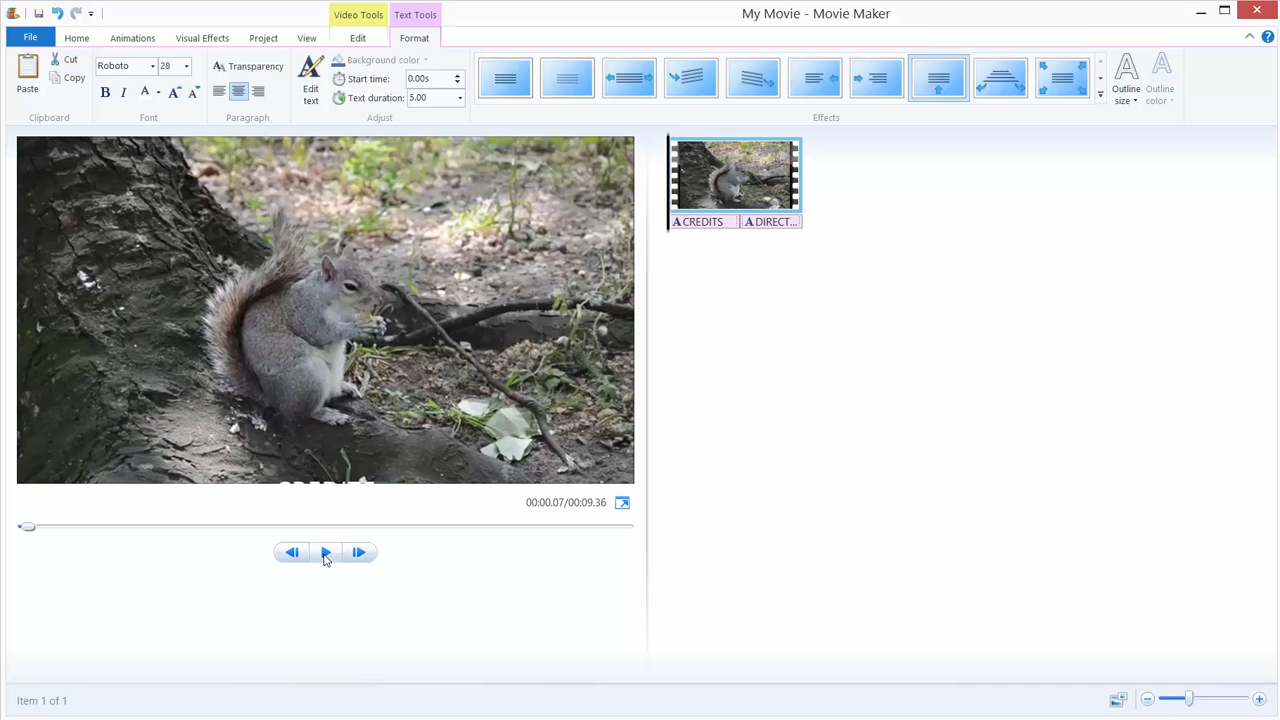 Video Tools
Text Tools
My Movie - Movie Maker
File
Home
Animations
Visual Effects
Project
View
Edit
Format
Paste
Cut
Copy
Clipboard
Roboto
28
B I A A A
Font
Transparency
Paragraph
Edit text
Background color
Start time: 0.00s
Text duration: 5.00
Adjust
Effects
Outline size
Outline color
A CREDITS
A DIRECT...
00:00.07/00:09.36
Item 1 of 1